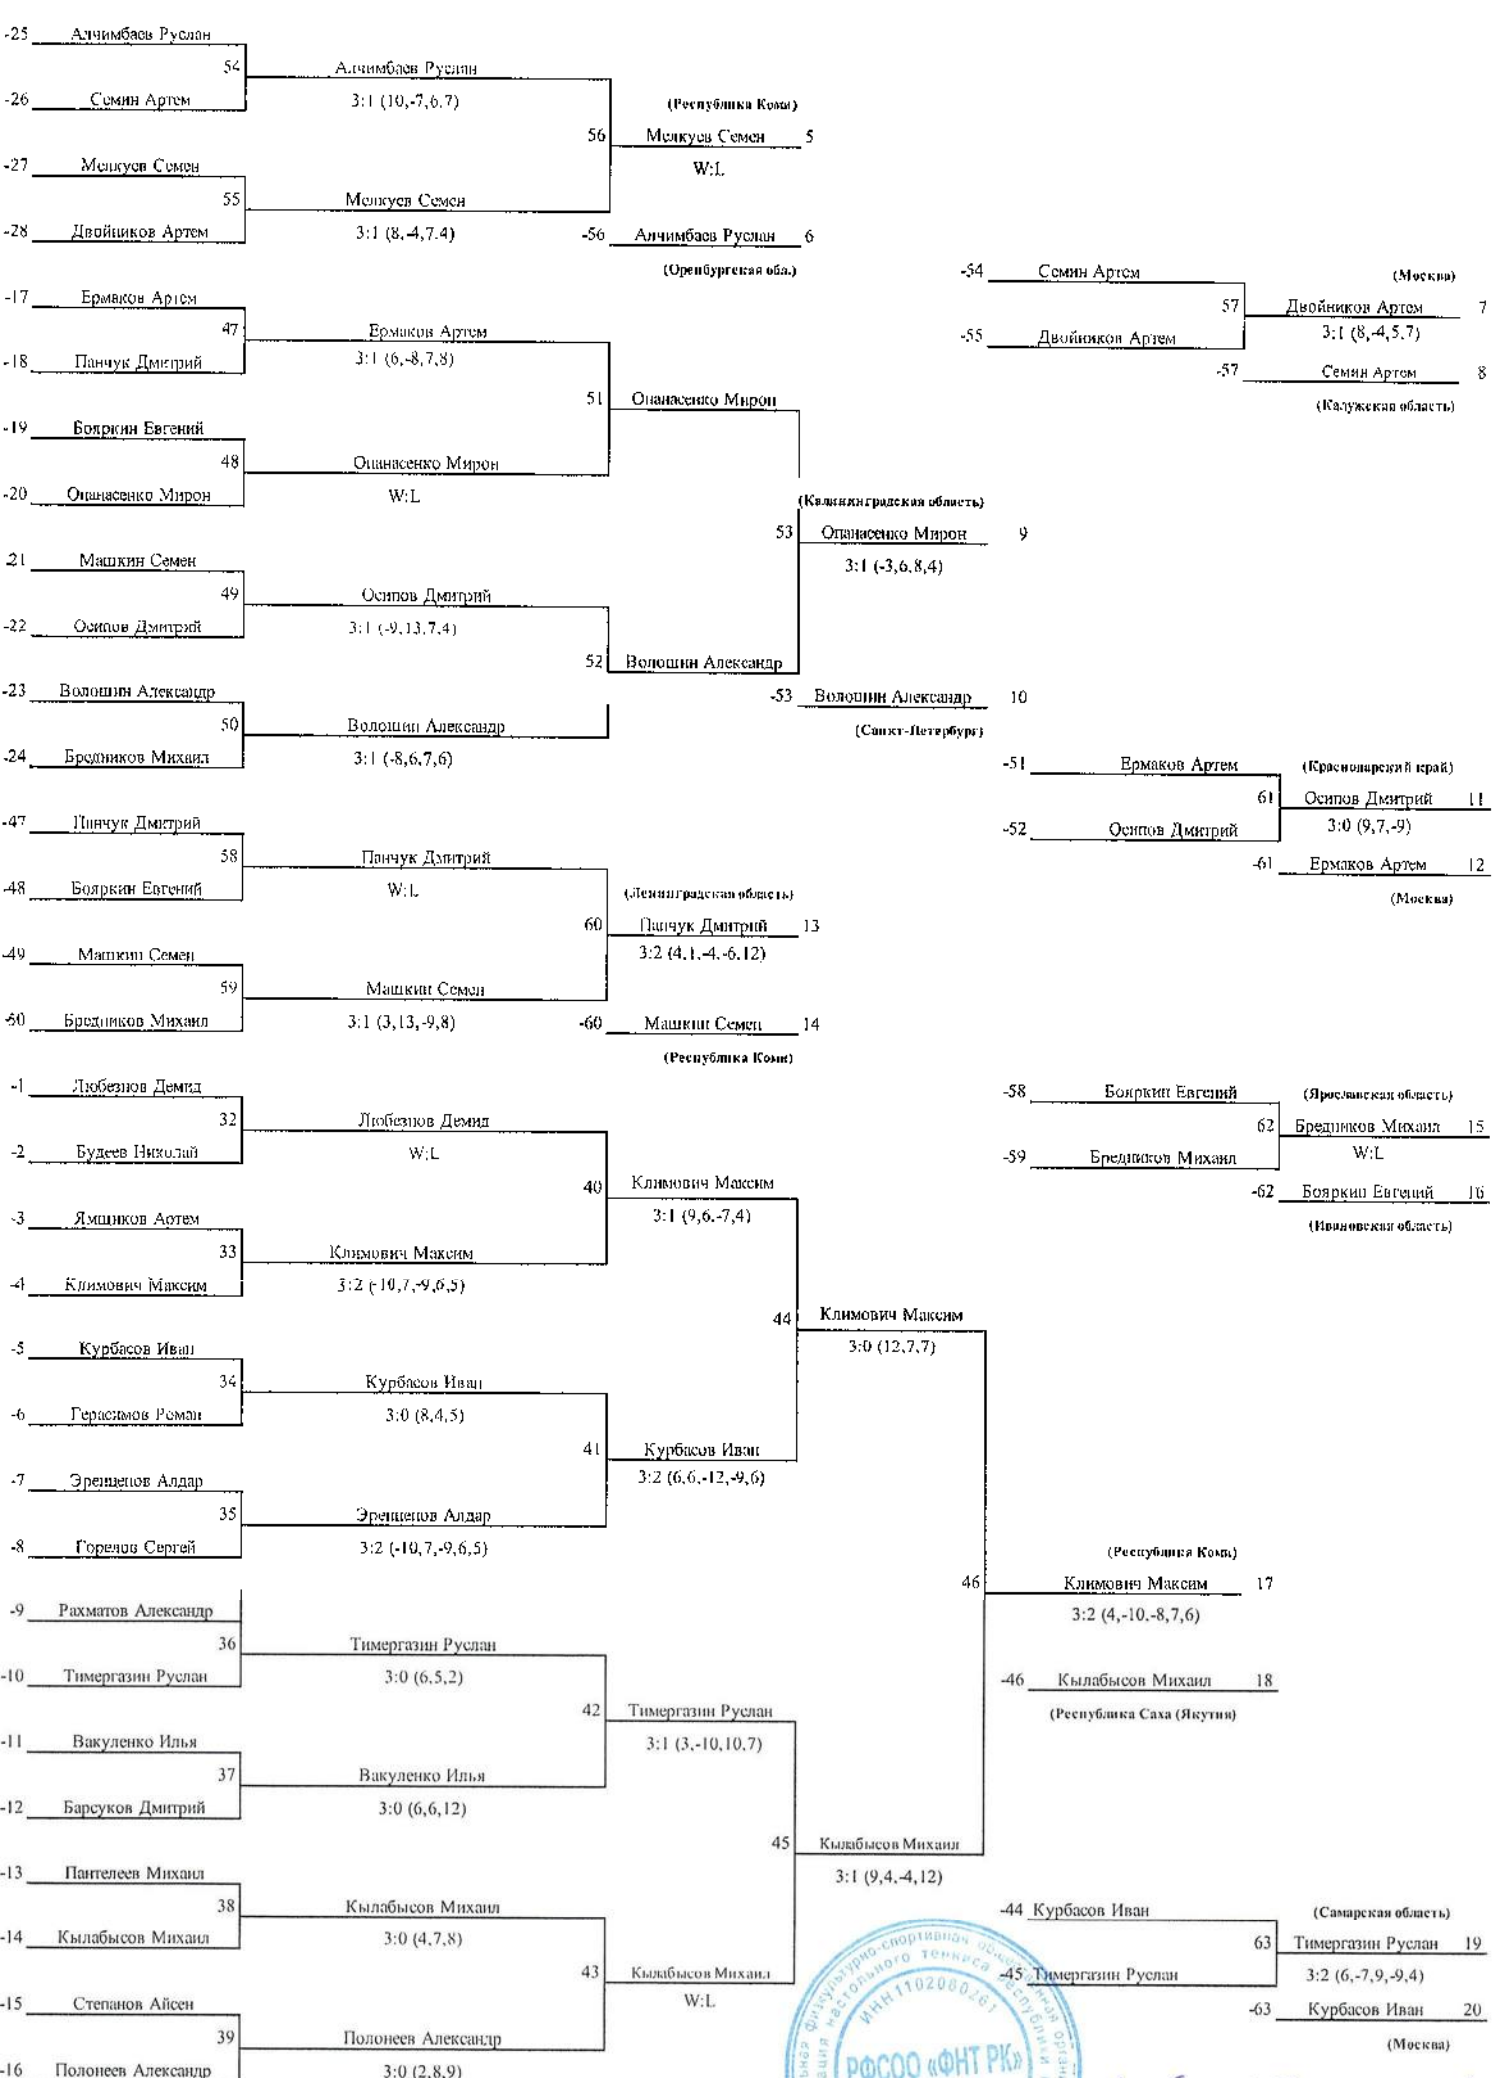 -25 Алчимбаев Руслан
54 Алчимбаев Руслан
-26 Семин Артем 3:1 (10,-7,6,7) (Республика Коми)
56 Мелкуев Семен 5
-27 Мелкуев Семен W:L
55 Мелкуев Семен
-28 Двойников Артем 3:1 (8,-4,7.4) -56 Алчимбаев Руслан 6
(Оренбургская обл.) -54 Семин Артем (Москва)
-17 Ермаков Артем 57 Двойников Артем 7
47 Ермаков Артем -55 Двойников Артем 3:1 (8,-4,5,7)
-18 Панчук Дмитрий 3:1 (6,-8,7,8) -57 Семин Артем 8
51 Опанасенко Мирон (Калужская область)
-19 Бояркин Евгений
48 Опанасенко Мирон
-20 Опанасенко Мирон W:L (Калининградская область)
53 Опанасенко Мирон 9
-21 Машкин Семен 3:1 (-3,6,8,4)
49 Осипов Дмитрий
-22 Осипов Дмитрий 3:1 (-9,13,7,4)
52 Волошин Александр
-23 Волошин Александр -53 Волошин Александр 10
50 Волошин Александр (Санкт-Петербург)
-24 Бредников Михаил 3:1 (-8,6,7,6) -51 Ермаков Артем (Краснодарский край)
61 Осипов Дмитрий 11
-47 Панчук Дмитрий -52 Осипов Дмитрий 3:0 (9,7,-9)
58 Панчук Дмитрий -61 Ермаков Артем 12
-48 Бояркин Евгений W:L (Ленинградская область) (Москва)
60 Панчук Дмитрий 13
-49 Машкин Семен 3:2 (4,1,-4,-6,12)
59 Машкин Семен
-50 Бредников Михаил 3:1 (3,13,-9,8) -60 Машкин Семен 14
(Республика Коми)
-1 Любезнов Демид -58 Бояркин Евгений (Ярославская область)
32 Любезнов Демид 62 Бредников Михаил 15
-2 Будеев Николай W:L -59 Бредников Михаил W:L
40 Климович Максим -62 Бояркин Евгений 16
-3 Ямщиков Артем 3:1 (9,6,-7,4) (Ивановская область)
33 Климович Максим
-4 Климович Максим 3:2 (-10,7,-9,6,5)
44 Климович Максим
-5 Курбасов Иван 3:0 (12,7,7)
34 Курбасов Иван
-6 Герасимов Роман 3:0 (8,4,5)
41 Курбасов Иван
-7 Эренценов Алдар 3:2 (6,6,-12,-9,6)
35 Эренценов Алдар
-8 Горелов Сергей 3:2 (-10,7,-9,6,5) (Республика Коми)
46 Климович Максим 17
-9 Рахматов Александр 3:2 (4,-10,-8,7,6)
36 Тимергазин Руслан
-10 Тимергазин Руслан 3:0 (6,5,2) -46 Кылабысов Михаил 18
42 Тимергазин Руслан (Республика Саха (Якутия)
-11 Вакуленко Илья 3:1 (3,-10,10,7)
37 Вакуленко Илья
-12 Барсуков Дмитрий 3:0 (6,6,12)
45 Кылабысов Михаил
-13 Пантелеев Михаил 3:1 (9,4,-4,12)
38 Кылабысов Михаил -44 Курбасов Иван (Самарская область)
-14 Кылабысов Михаил 3:0 (4,7,8) 63 Тимергазин Руслан 19
43 Кылабысов Михаил -45 Тимергазин Руслан 3:2 (6,-7,9,-9,4)
-15 Степанов Айсен W:L -63 Курбасов Иван 20
39 Полонеев Александр (Москва)
-16 Полонеев Александр 3:0 (2,8,9)
настольного тенниса Республики
ИНН1102080261
РФСОО «ФНТ РК»